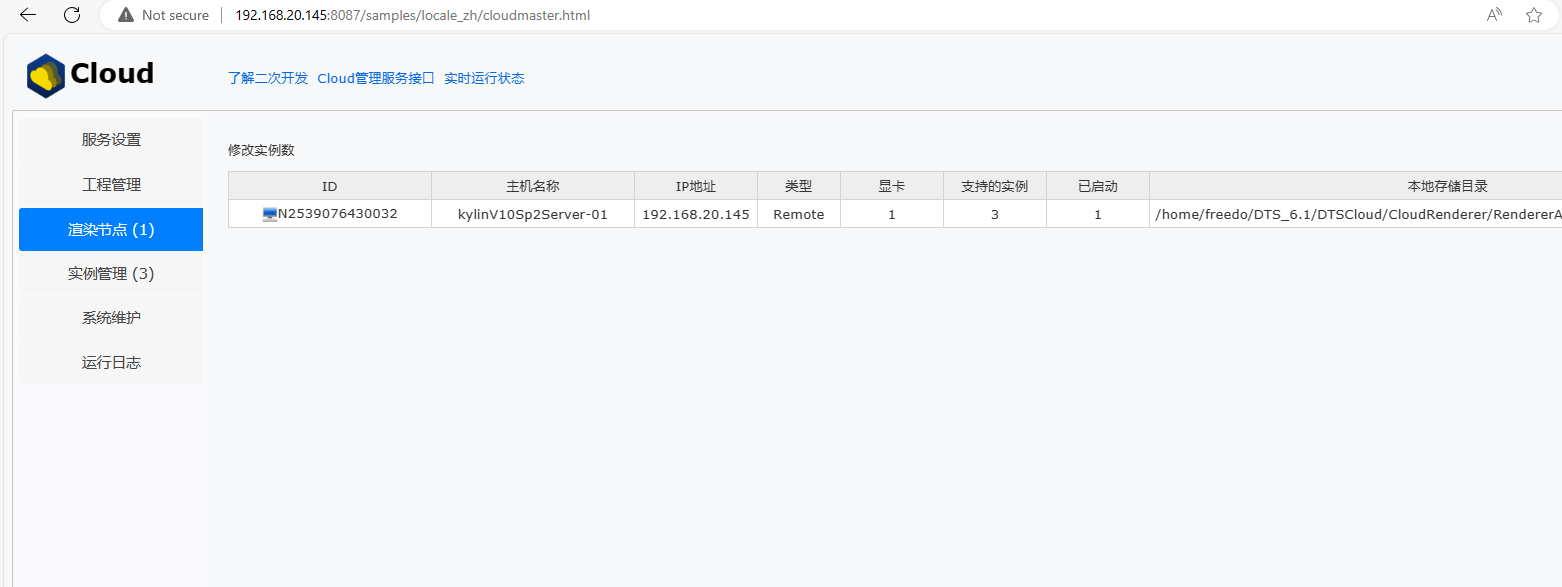 Not secure 192.168.20.145:8087/samples/locale_zh/cloudmaster.html
Cloud
了解二次开发 Cloud管理服务接口 实时运行状态
服务设置
工程管理
渲染节点 (1)
实例管理 (3)
系统维护
运行日志
修改实例数
ID 主机名称 IP地址 类型 显卡 支持的实例 已启动 本地存储目录
N2539076430032 kylinV10Sp2Server-01 192.168.20.145 Remote 1 3 1 /home/freedo/DTS_6.1/DTSCloud/CloudRenderer/RendererA